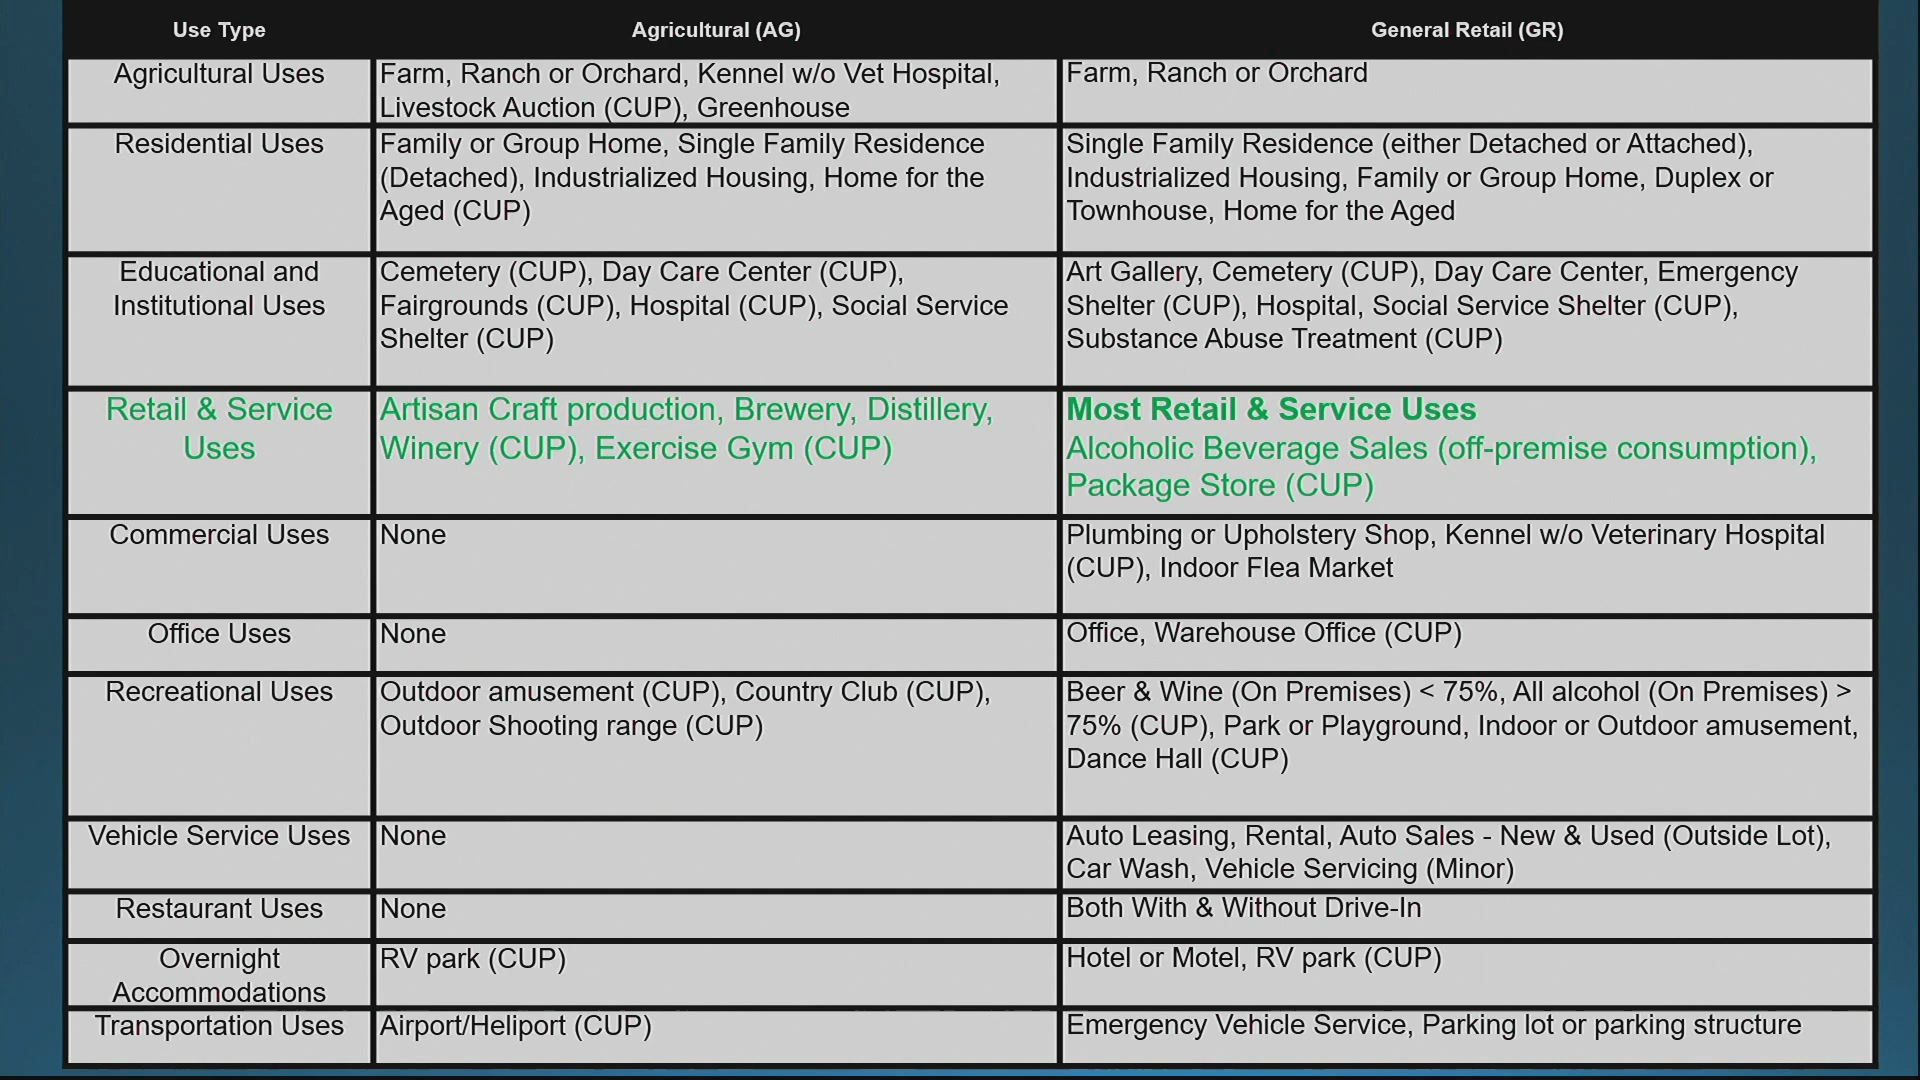 Use Type
Agricultural (AG)
General Retail (GR)
Agricultural Uses
Farm, Ranch or Orchard, Kennel w/o Vet Hospital,
Livestock Auction (CUP), Greenhouse
Farm, Ranch or Orchard
Residential Uses
Family or Group Home, Single Family Residence
(Detached), Industrialized Housing, Home for the
Aged (CUP)
Single Family Residence (either Detached or Attached),
Industrialized Housing, Family or Group Home, Duplex or
Townhouse, Home for the Aged
Educational and
Institutional Uses
Cemetery (CUP), Day Care Center (CUP),
Fairgrounds (CUP), Hospital (CUP), Social Service
Shelter (CUP)
Art Gallery, Cemetery (CUP), Day Care Center, Emergency
Shelter (CUP), Hospital, Social Service Shelter (CUP),
Substance Abuse Treatment (CUP)
Retail & Service
Uses
Artisan Craft production, Brewery, Distillery,
Winery (CUP), Exercise Gym (CUP)
Most Retail & Service Uses
Alcoholic Beverage Sales (off-premise consumption),
Package Store (CUP)
Commercial Uses
None
Plumbing or Upholstery Shop, Kennel w/o Veterinary Hospital
(CUP), Indoor Flea Market
Office Uses
None
Office, Warehouse Office (CUP)
Recreational Uses
Outdoor amusement (CUP), Country Club (CUP),
Outdoor Shooting range (CUP)
Beer & Wine (On Premises) < 75%, All alcohol (On Premises) >
75% (CUP), Park or Playground, Indoor or Outdoor amusement,
Dance Hall (CUP)
Vehicle Service Uses
None
Auto Leasing, Rental, Auto Sales - New & Used (Outside Lot),
Car Wash, Vehicle Servicing (Minor)
Restaurant Uses
None
Both With & Without Drive-In
Overnight
Accommodations
RV park (CUP)
Hotel or Motel, RV park (CUP)
Transportation Uses
Airport/Heliport (CUP)
Emergency Vehicle Service, Parking lot or parking structure